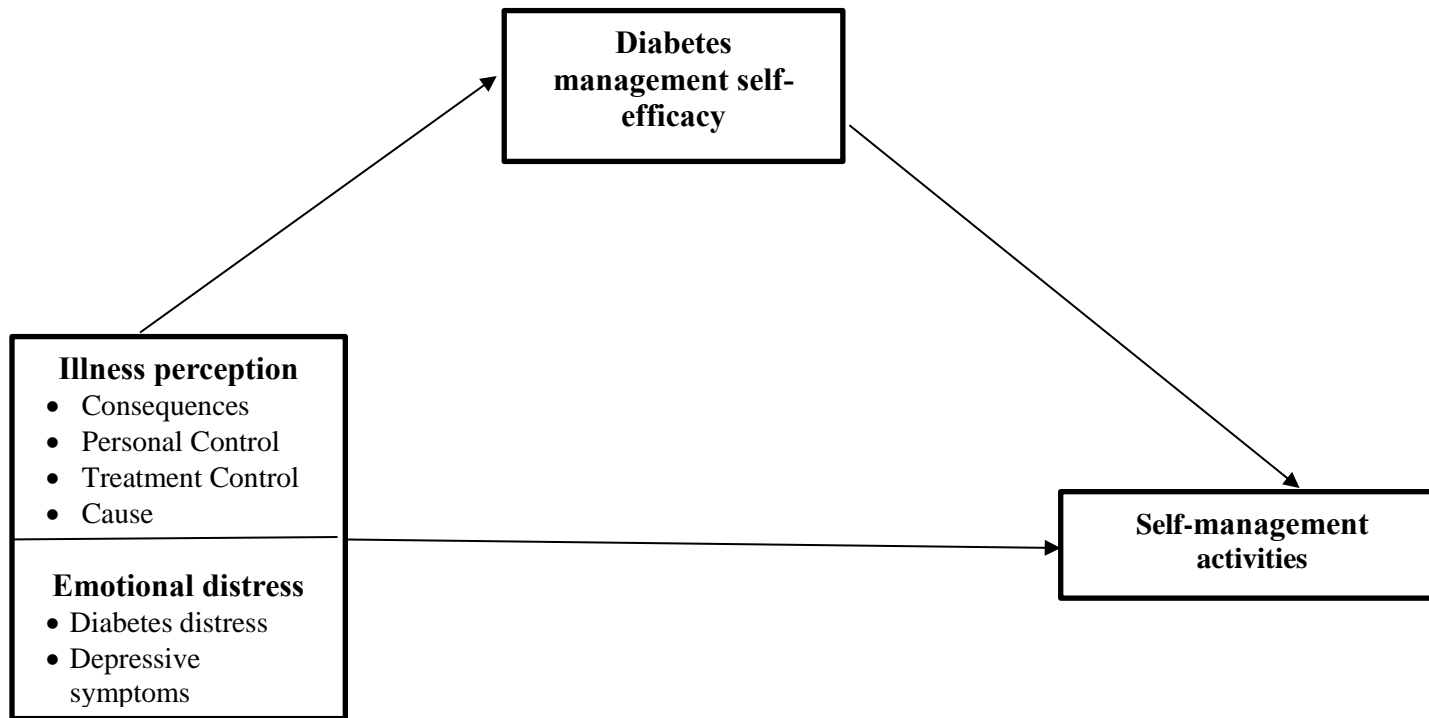 Diabetes
management self-
efficacy
Illness perception
• Consequences
• Personal Control
• Treatment Control
• Cause
Emotional distress
• Diabetes distress
• Depressive
symptoms
Self-management
activities